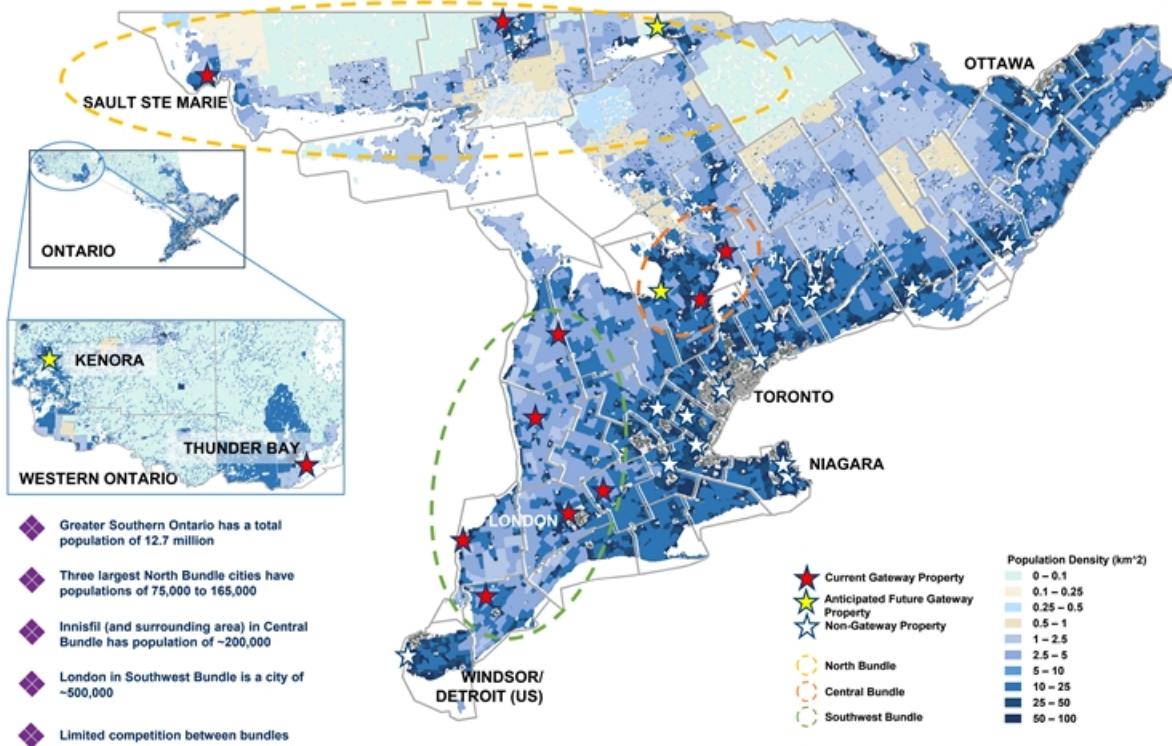 OTTAWA
SAULT STE MARIE
ONTARIO
KENORA
THUNDER BAY
WESTERN ONTARIO
TORONTO
NIAGARA
LONDON
WINDSOR/
DETROIT (US)
Greater Southern Ontario has a total
population of 12.7 million
Three largest North Bundle cities have
populations of 75,000 to 165,000
Innisfil (and surrounding area) in Central
Bundle has population of ~200,000
London in Southwest Bundle is a city of
~500,000
Limited competition between bundles
Current Gateway Property
Anticipated Future Gateway
Property
Non-Gateway Property
North Bundle
Central Bundle
Southwest Bundle
Population Density (km^2)
0 – 0.1
0.1 – 0.25
0.25 – 0.5
0.5 – 1
1 – 2.5
2.5 – 5
5 – 10
10 – 25
25 – 50
50 – 100